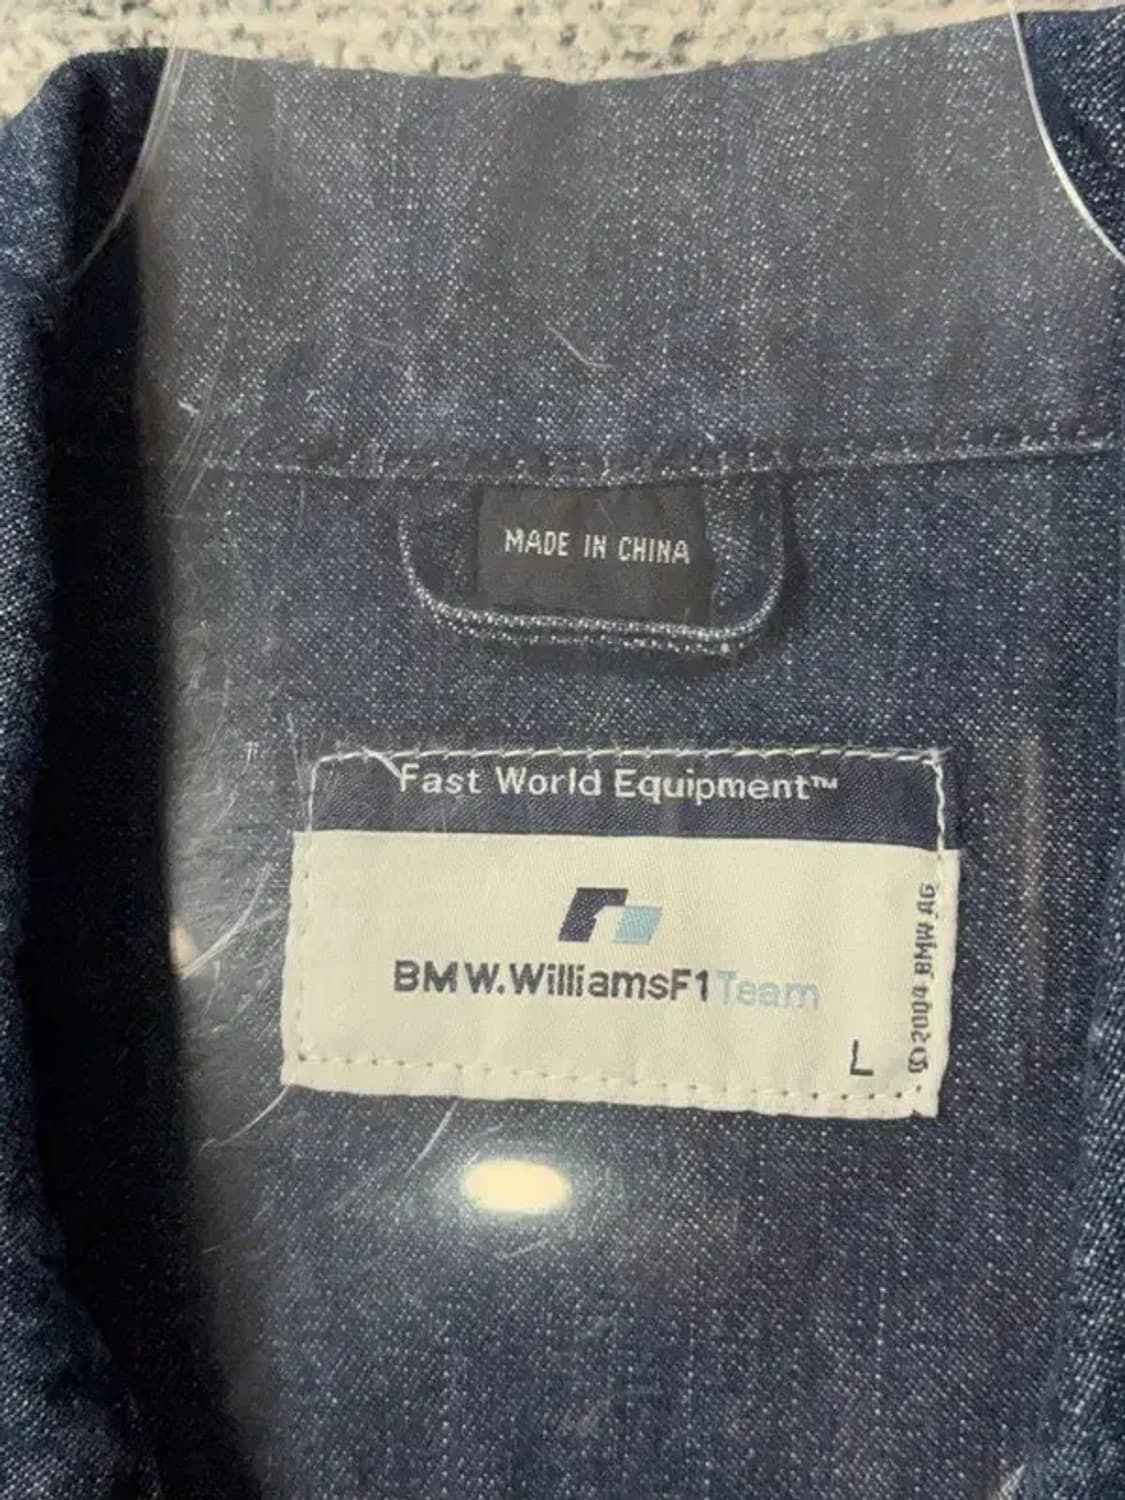 MADE IN CHINA
Fast World Equipment™
BMW.WilliamsF1Team
L
©2004 BMW AG